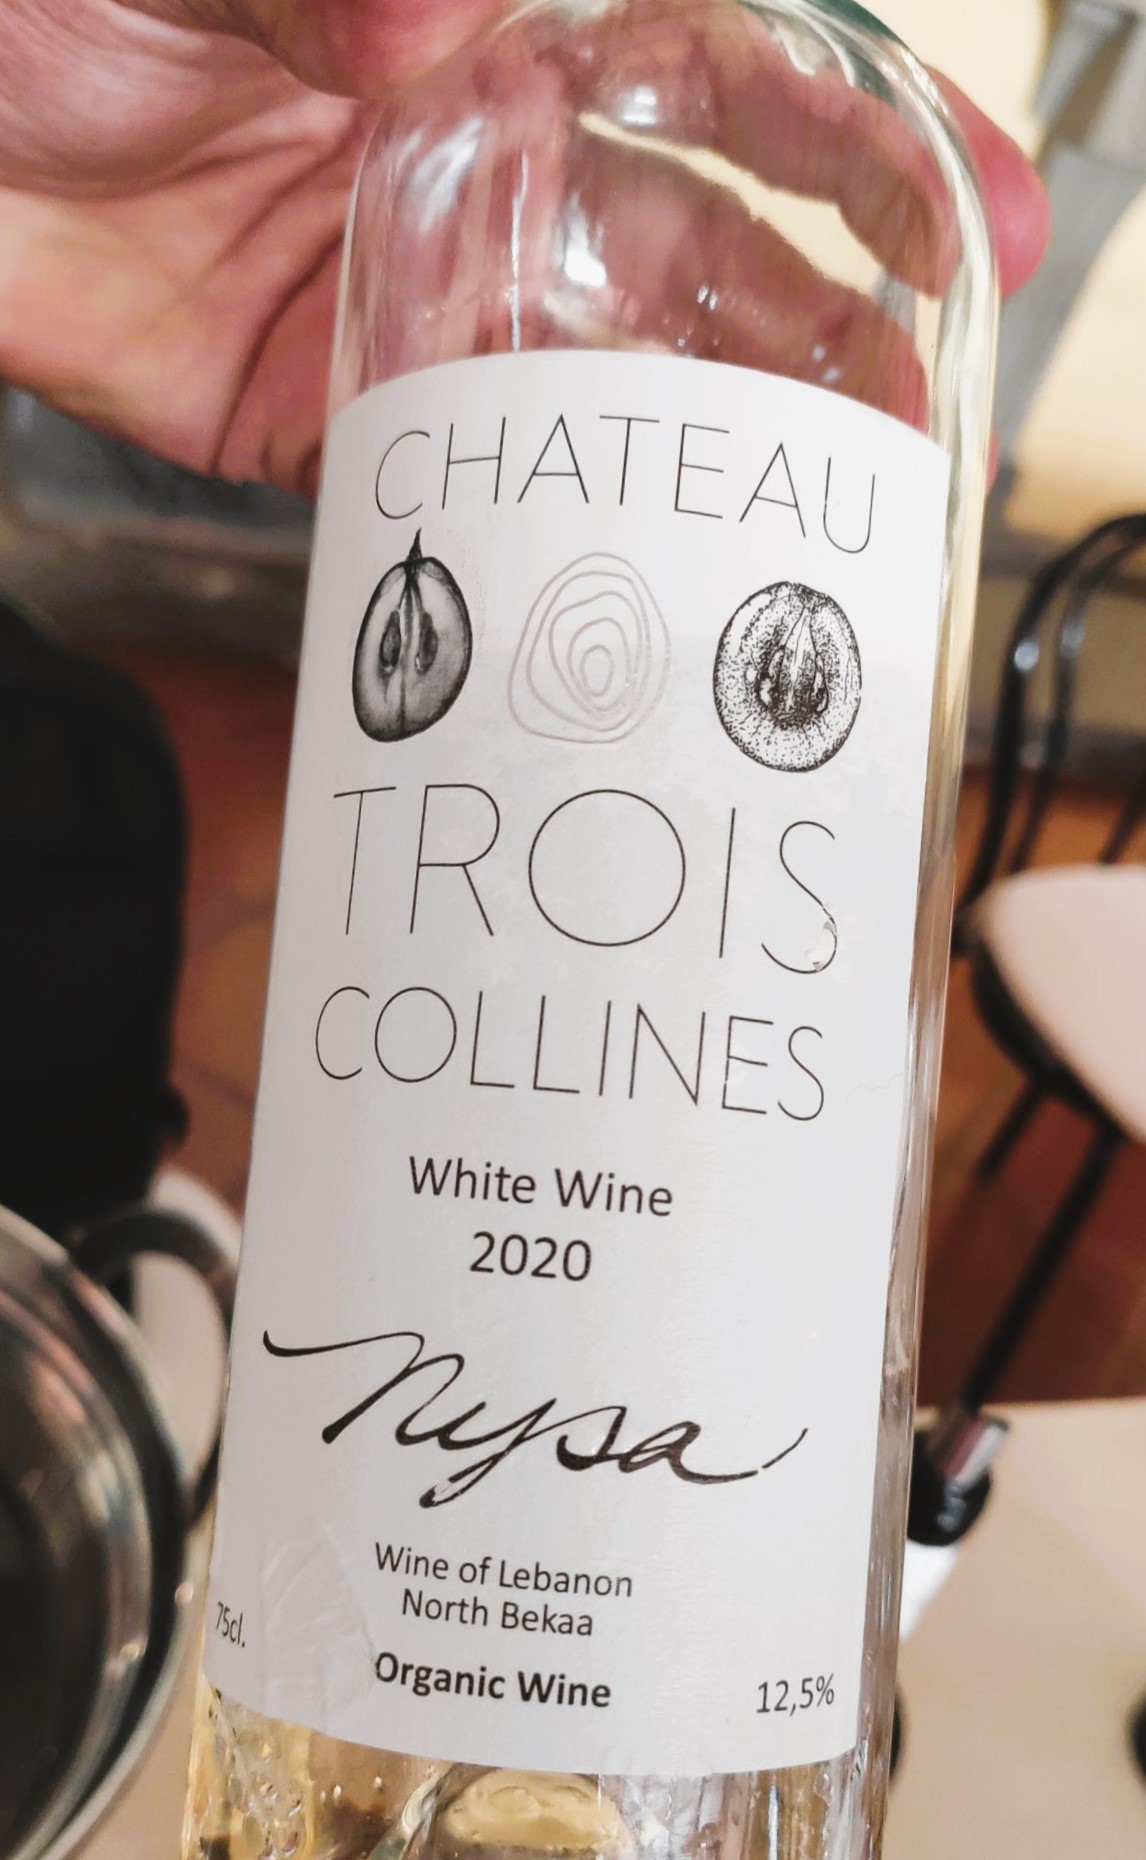 CHATEAU
TROIS
COLLINES
White Wine
2020
Nysa
Wine of Lebanon
North Bekaa
75cl.
Organic Wine
12,5%